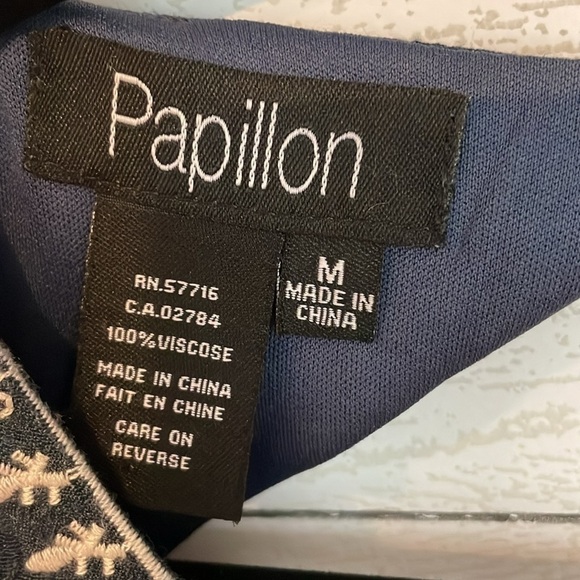 Papillon
M
MADE IN
CHINA
RN.57716
C.A.02784
100%VISCOSE
MADE IN CHINA
FAIT EN CHINE
CARE ON
REVERSE